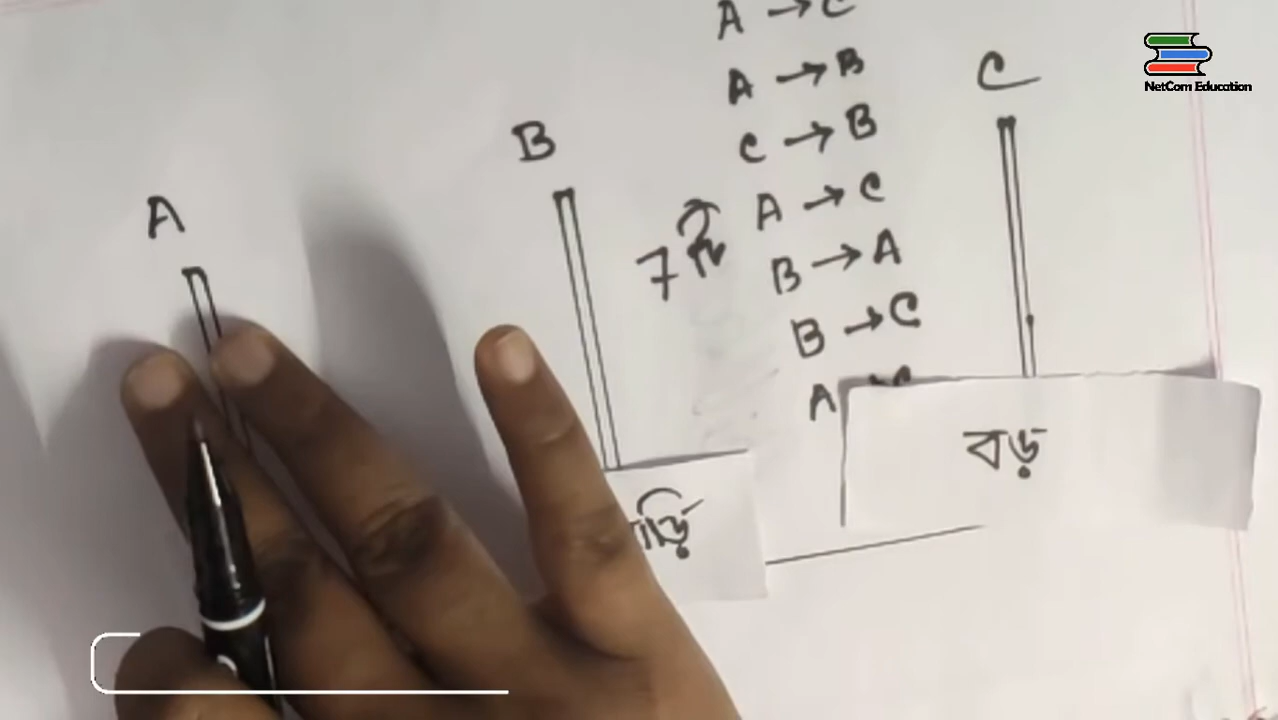 A → C
A → B
C → B
A → C
B → A
B → C
A
A
B
C
7
বড়
NetCom Education